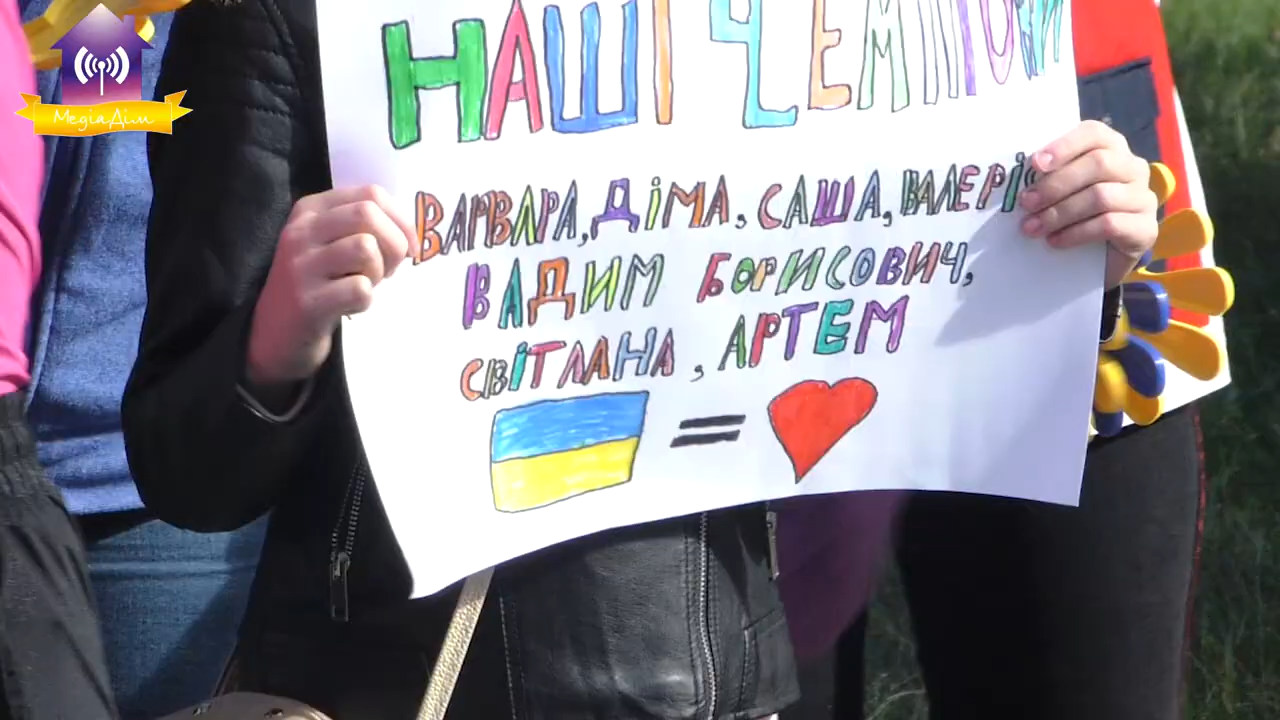 МедіаДім
НАШІ ЧЕМПІОНИ
ВАРВАРА, ДІМА, САША, ВАЛЕРІЯ
ВАДИМ БОРИСОВИЧ,
СВІТЛАНА, АРТЕМ
=